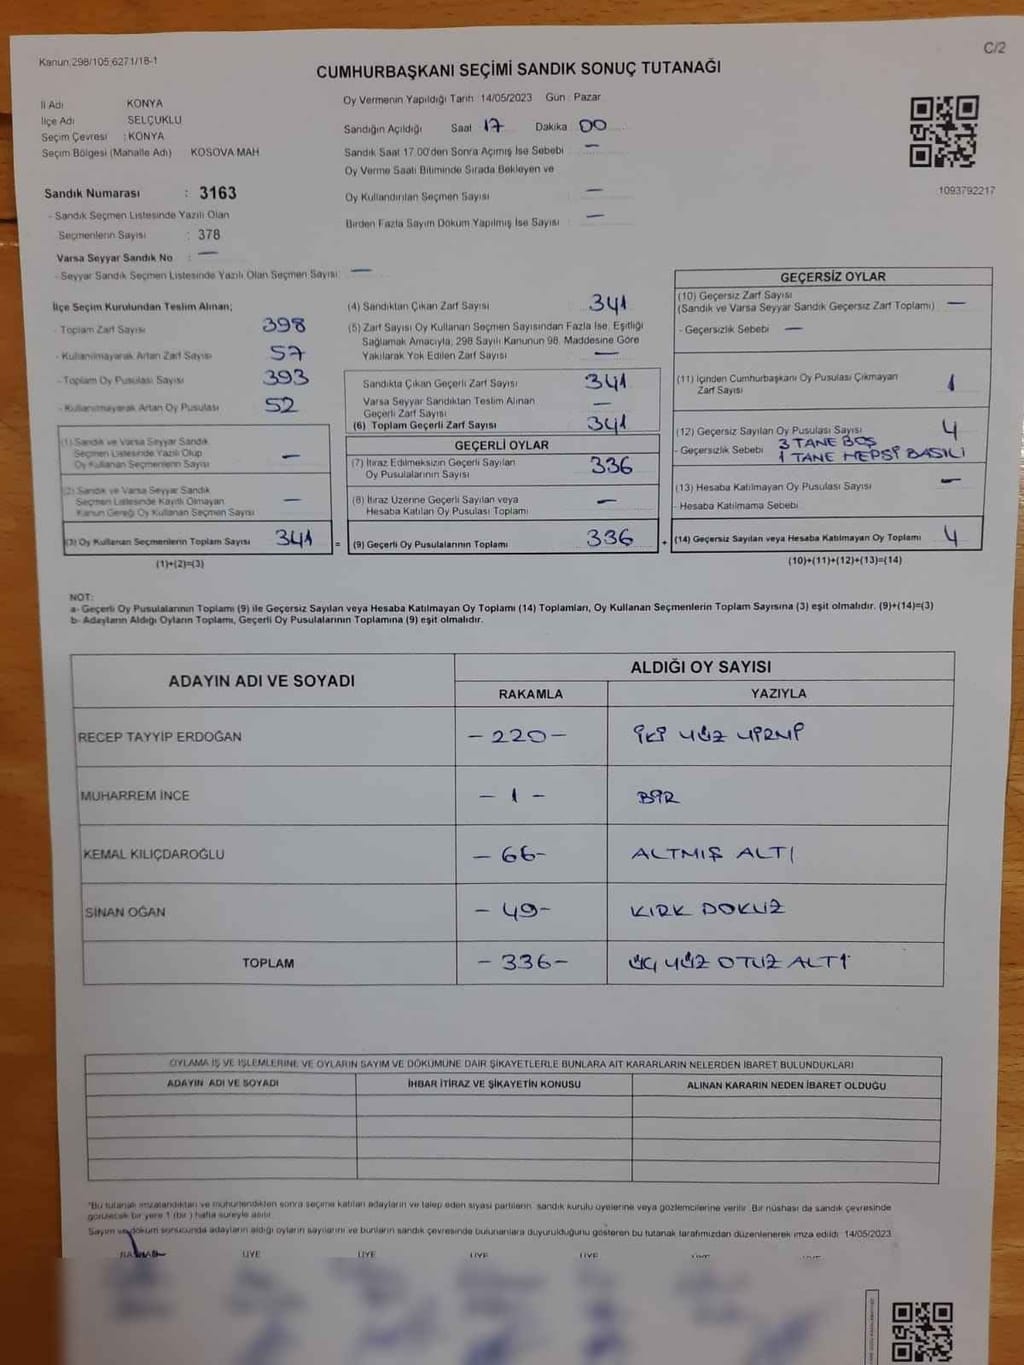 Kanun:298/105,6271/18-1
C/2
CUMHURBAŞKANI SEÇİMİ SANDIK SONUÇ TUTANAĞI
İl Adı KONYA
İlçe Adı SELÇUKLU
Seçim Çevresi : KONYA
Seçim Bölgesi (Mahalle Adı) KOSOVA MAH
Sandık Numarası : 3163
- Sandık Seçmen Listesinde Yazılı Olan
Seçmenlerin Sayısı : 378
Varsa Seyyar Sandık No : —
- Seyyar Sandık Seçmen Listesinde Yazılı Olan Seçmen Sayısı: —
Oy Vermenin Yapıldığı Tarih 14/05/2023 Gün : Pazar
Sandığın Açıldığı Saat 17 Dakika 00
Sandık Saat 17.00'den Sonra Açımış İse Sebebi —
Oy Verme Saati Bitiminde Sırada Bekleyen ve
Oy Kullandırılan Seçmen Sayısı —
Birden Fazla Sayım Döküm Yapılmış İse Sayısı —
1093792217
İlçe Seçim Kurulundan Teslim Alınan;
- Toplam Zarf Sayısı 398
- Kullanılmayarak Artan Zarf Sayısı 57
- Toplam Oy Pusulası Sayısı 393
- Kullanılmayarak Artan Oy Pusulası 52
(1) Sandık ve Varsa Seyyar Sandık
Seçmen Listesinde Yazılı Olup
Oy Kullanan Seçmenlerin Sayısı —
(2) Sandık ve Varsa Seyyar Sandık
Seçmen Listesinde Kayıtlı Olmayan
Kanun Gereği Oy Kullanan Seçmen Sayısı —
(3) Oy Kullanan Seçmenlerin Toplam Sayısı 341 =
(1)+(2)=(3)
(4) Sandıktan Çıkan Zarf Sayısı 341
(5) Zarf Sayısı Oy Kullanan Seçmen Sayısından Fazla İse, Eşitliği
Sağlamak Amacıyla, 298 Sayılı Kanunun 98. Maddesine Göre
Yakılarak Yok Edilen Zarf Sayısı —
Sandıkta Çıkan Geçerli Zarf Sayısı 341
Varsa Seyyar Sandıktan Teslim Alınan
Geçerli Zarf Sayısı —
(6) Toplam Geçerli Zarf Sayısı 341
GEÇERLİ OYLAR
(7) İtiraz Edilmeksizin Geçerli Sayılan
Oy Pusulalarının Sayısı 336
(8) İtiraz Üzerine Geçerli Sayılan veya
Hesaba Katılan Oy Pusulası Toplamı —
(9) Geçerli Oy Pusulalarının Toplamı 336 +
GEÇERSİZ OYLAR
(10) Geçersiz Zarf Sayısı
(Sandık ve Varsa Seyyar Sandık Geçersiz Zarf Toplamı) —
- Geçersizlik Sebebi —
(11) İçinden Cumhurbaşkanı Oy Pusulası Çıkmayan
Zarf Sayısı 1
(12) Geçersiz Sayılan Oy Pusulası Sayısı 4
- Geçersizlik Sebebi 3 TANE BOŞ
1 TANE HEPSİ BASILI
(13) Hesaba Katılmayan Oy Pusulası Sayısı —
- Hesaba Katılmama Sebebi
(14) Geçersiz Sayılan veya Hesaba Katılmayan Oy Toplamı 4
(10)+(11)+(12)+(13)=(14)
NOT:
a- Geçerli Oy Pusulalarının Toplamı (9) ile Geçersiz Sayılan veya Hesaba Katılmayan Oy Toplamı (14) Toplamları, Oy Kullanan Seçmenlerin Toplam Sayısına (3) eşit olmalıdır. (9)+(14)=(3)
b- Adayların Aldığı Oyların Toplamı, Geçerli Oy Pusulalarının Toplamına (9) eşit olmalıdır.
ADAYIN ADI VE SOYADI ALDIĞI OY SAYISI
RAKAMLA YAZIYLA
RECEP TAYYİP ERDOĞAN - 220 - İKİ YÜZ YİRMİ
MUHARREM İNCE - 1 - BİR
KEMAL KILIÇDAROĞLU - 66 - ALTMIŞ ALTI
SİNAN OĞAN - 49 - KIRK DOKUZ
TOPLAM - 336 - ÜÇ YÜZ OTUZ ALTI
OYLAMA İŞ VE İŞLEMLERİNE VE OYLARIN SAYIM VE DÖKÜMÜNE DAİR ŞİKAYETLERLE BUNLARA AİT KARARLARIN NELERDEN İBARET BULUNDUKLARI
ADAYIN ADI VE SOYADI İHBAR İTİRAZ VE ŞİKAYETİN KONUSU ALINAN KARARIN NEDEN İBARET OLDUĞU
*Bu tutanak imzalandıktan ve mühürlendikten sonra seçime katılan adayların ve talep eden siyasi partilerin sandık kurulu üyelerine veya gözlemcilerine verilir. Bir nüshası da sandık çevresinde
görülecek bir yere 1 (bir) hafta süreyle asılır.
Sayım ve döküm sonucunda adayların aldığı oyların sayılarını ve bunların sandık çevresinde bulunanlara duyurulduğunu gösteren bu tutanak tarafımızdan düzenlenerek imza edildi. 14/05/2023
BAŞKAN ÜYE ÜYE ÜYE ÜYE